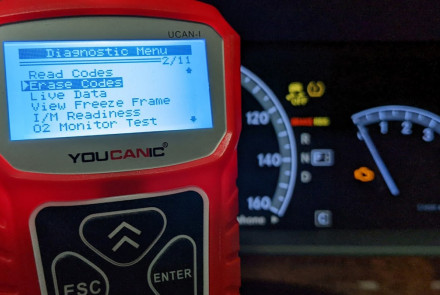 UCAN-I
Diagnostic Menu
2/11
Read Codes
Erase Codes
Live Data
View Freeze Frame
I/M Readiness
O2 Monitor Test
YOUCANIC®
ESC
ENTER
120
140
160
OFF
R
N
D
C
1 2 3